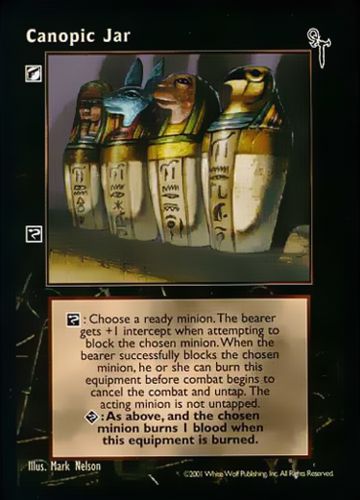 Canopic Jar
: Choose a ready minion. The bearer
gets +1 intercept when attempting to
block the chosen minion. When the
bearer successfully blocks the chosen
minion, he or she can burn this
equipment before combat begins to
cancel the combat and untap. The
acting minion is not untapped.
: As above, and the chosen
minion burns 1 blood when
this equipment is burned.
Illus. Mark Nelson
©2001 White Wolf Publishing, Inc. All Rights Reserved.